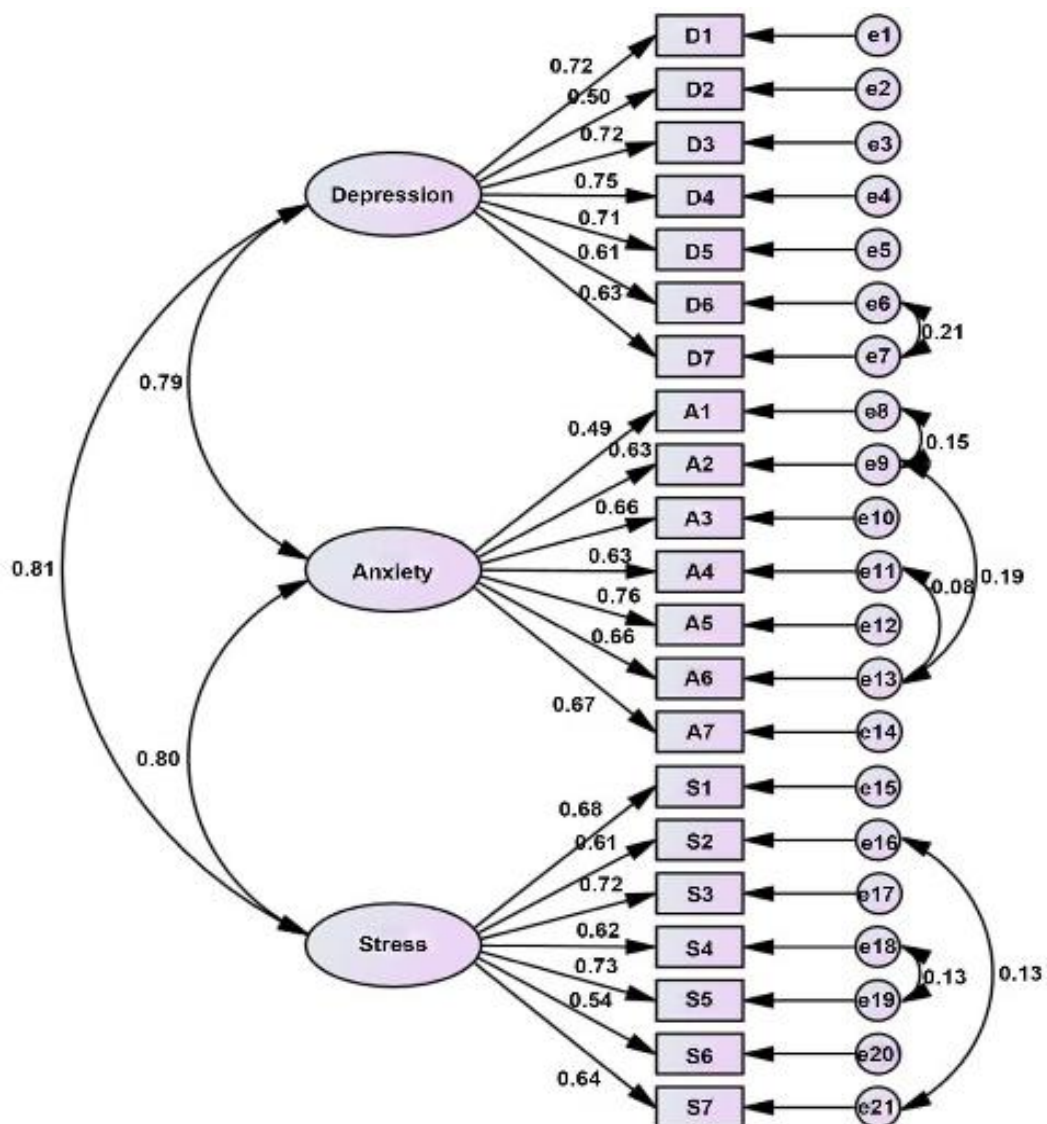 D1
e1
0.72
D2
e2
0.50
D3
e3
0.72
Depression
D4
e4
0.75
D5
e5
0.71
D6
e6
0.61
D7
e7
0.63
0.21
0.79
A1
e8
0.49
A2
e9
0.63
0.15
A3
e10
0.66
Anxiety
A4
e11
0.63
A5
e12
0.76
A6
e13
0.66
A7
e14
0.67
0.08
0.19
0.81
0.80
S1
e15
0.68
S2
e16
0.61
S3
e17
0.72
Stress
S4
e18
0.62
S5
e19
0.73
S6
e20
0.54
S7
e21
0.64
0.13
0.13